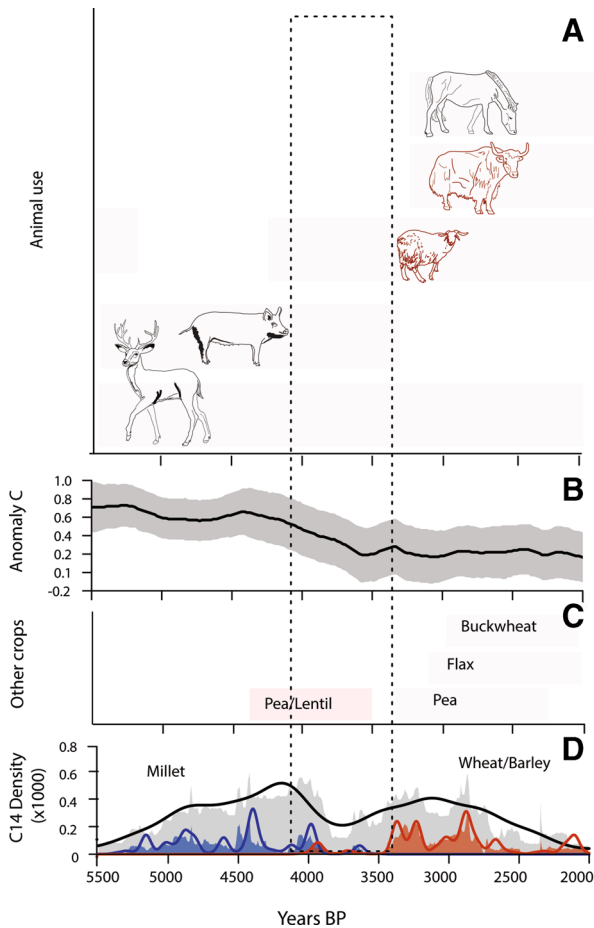 A
Animal use
B
Anomaly C
1.0
0.8
0.6
0.4
0.2
0.1
-0.2
C
Other crops
Buckwheat
Flax
Pea/Lentil
Pea
D
C14 Density
(x1000)
0.8
0.6
0.4
0.2
0
Millet
Wheat/Barley
5500 5000 4500 4000 3500 3000 2500 2000
Years BP